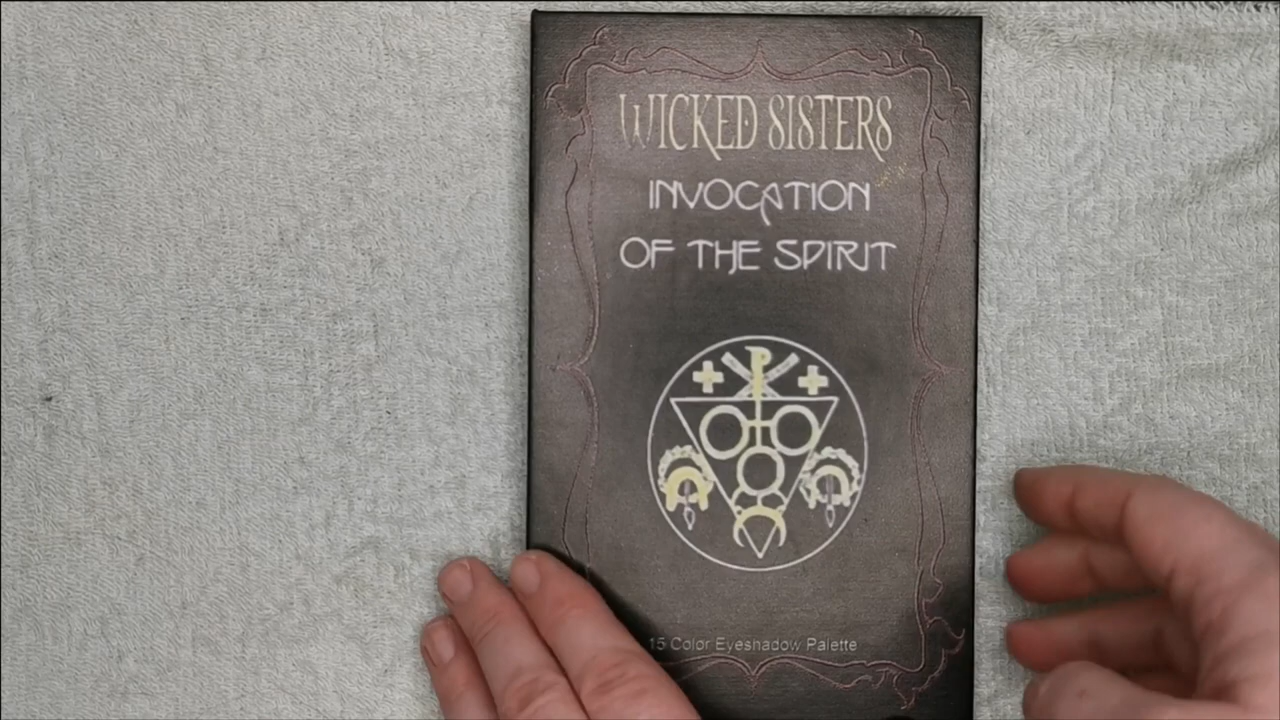 WICKED SISTERS
INVOCATION
OF THE SPIRIT
15 Color Eyeshadow Palette